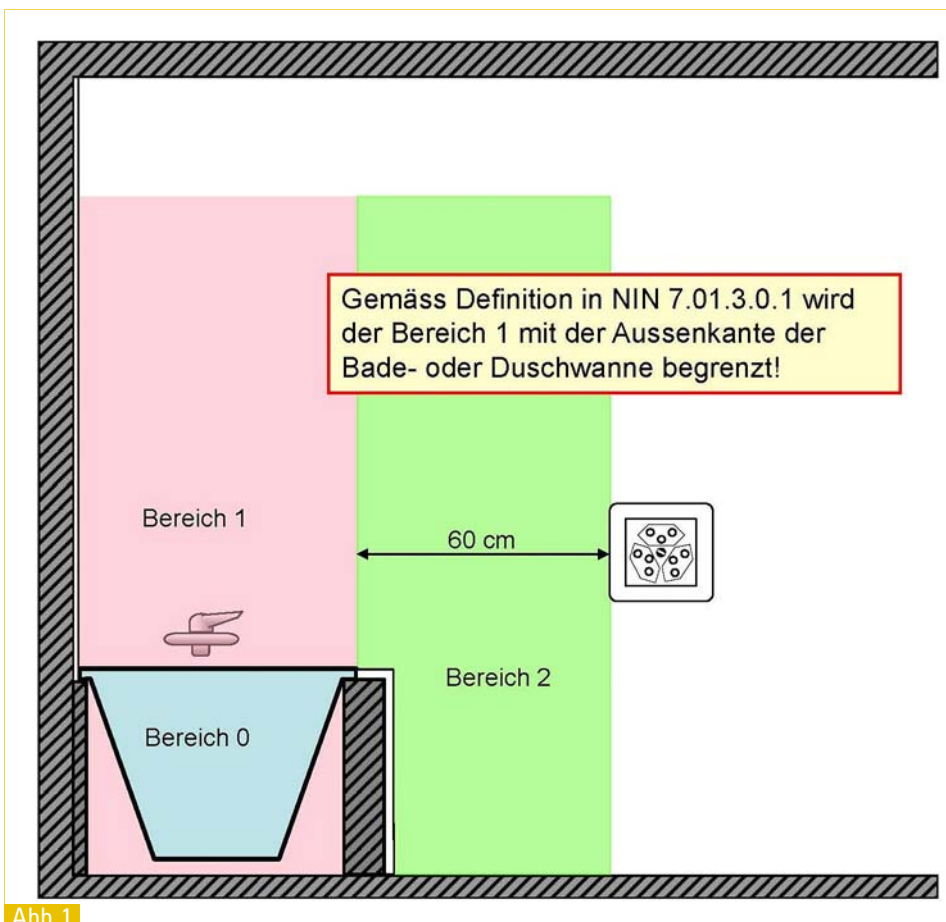 Gemäss Definition in NIN 7.01.3.0.1 wird
der Bereich 1 mit der Aussenkante der
Bade- oder Duschwanne begrenzt!
Bereich 1
60 cm
Bereich 2
Bereich 0
Abb. 1